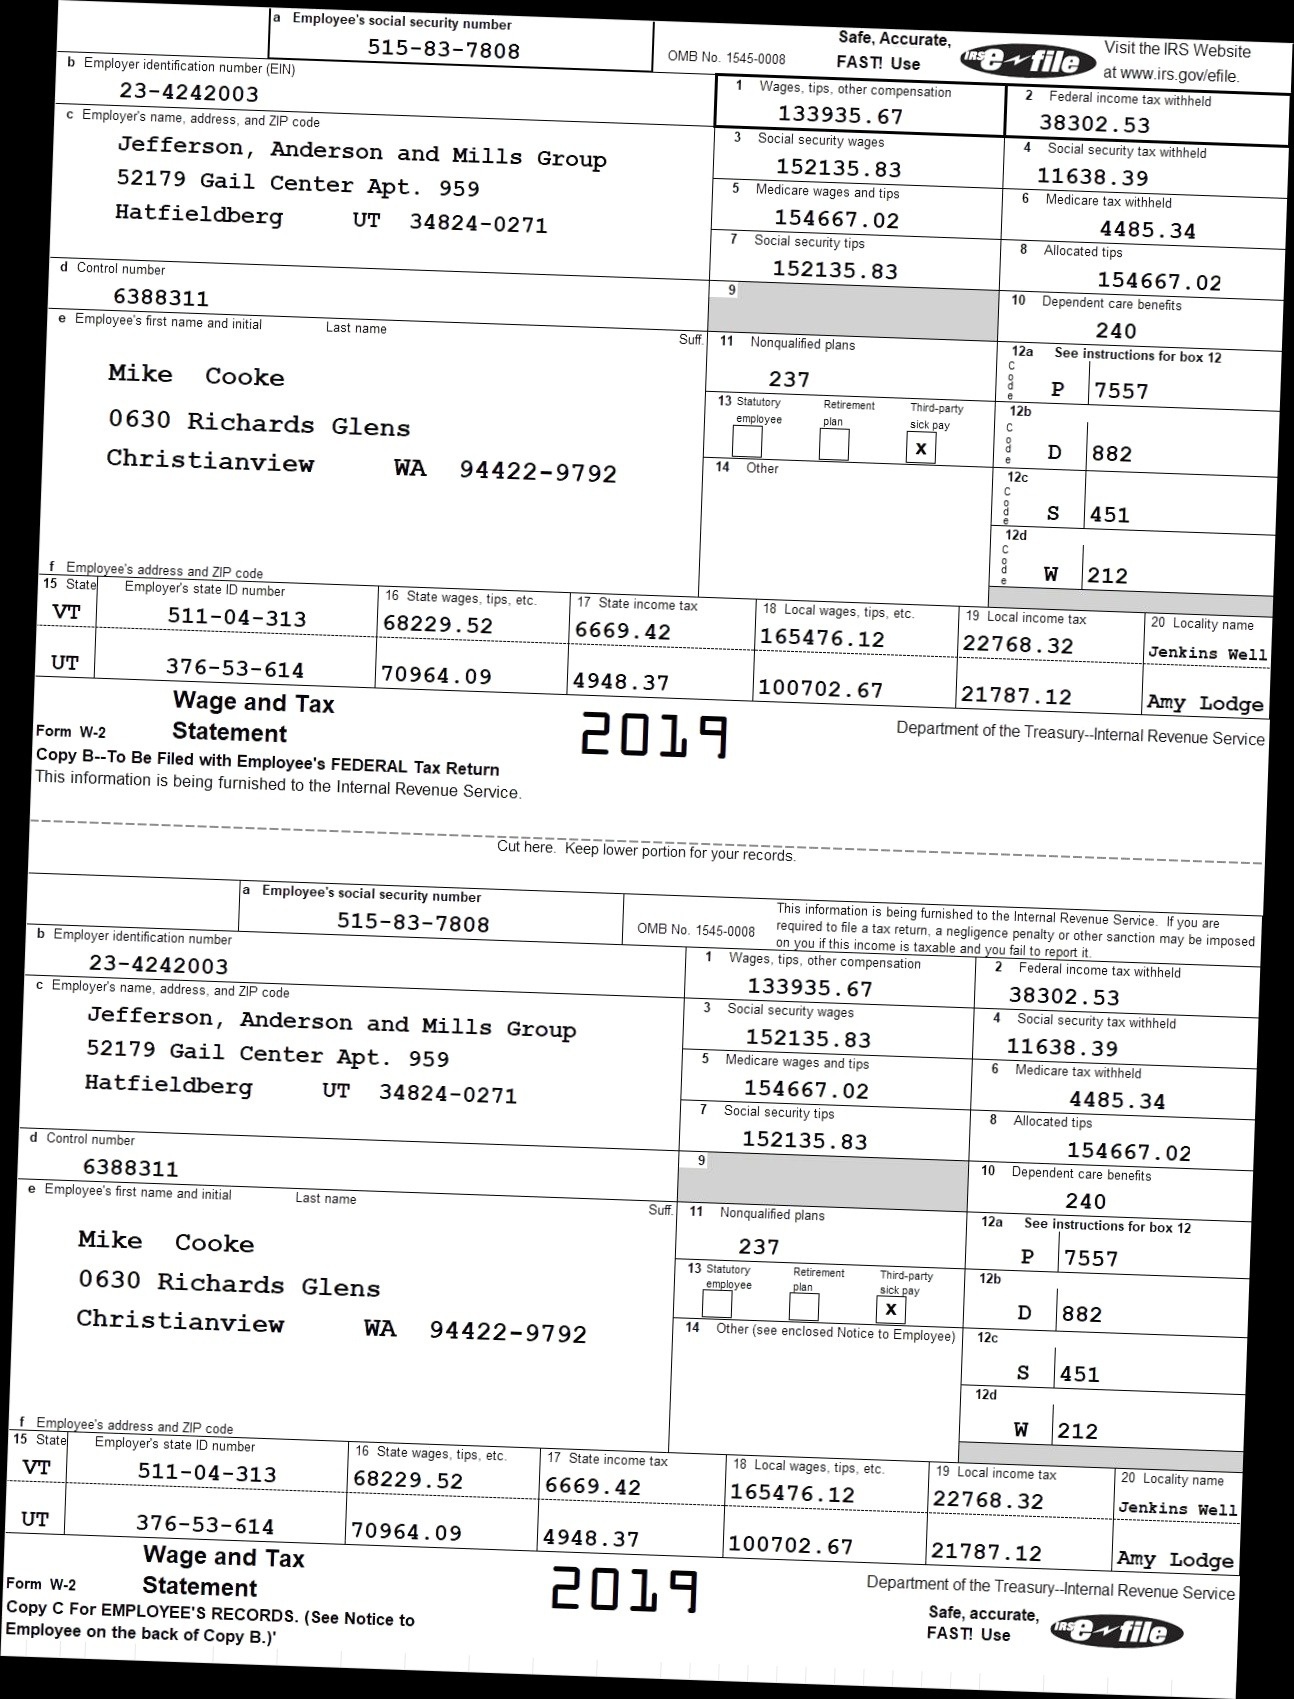 a Employee's social security number
515-83-7808
OMB No. 1545-0008
Safe, Accurate,
FAST! Use
IRS e-file
Visit the IRS Website
at www.irs.gov/efile.
b Employer identification number (EIN)
23-4242003
1 Wages, tips, other compensation
133935.67
2 Federal income tax withheld
38302.53
c Employer's name, address, and ZIP code
Jefferson, Anderson and Mills Group
52179 Gail Center Apt. 959
Hatfieldberg UT 34824-0271
3 Social security wages
152135.83
4 Social security tax withheld
11638.39
5 Medicare wages and tips
154667.02
6 Medicare tax withheld
4485.34
7 Social security tips
152135.83
8 Allocated tips
154667.02
d Control number
6388311
9
10 Dependent care benefits
240
e Employee's first name and initial Last name Suff.
Mike Cooke
0630 Richards Glens
Christianview WA 94422-9792
11 Nonqualified plans
237
12a See instructions for box 12
Code P 7557
13 Statutory employee Retirement plan Third-party sick pay
x
12b
Code D 882
14 Other
12c
Code S 451
12d
Code W 212
f Employee's address and ZIP code
15 State Employer's state ID number 16 State wages, tips, etc. 17 State income tax 18 Local wages, tips, etc. 19 Local income tax 20 Locality name
VT 511-04-313 68229.52 6669.42 165476.12 22768.32 Jenkins Well
UT 376-53-614 70964.09 4948.37 100702.67 21787.12 Amy Lodge
Wage and Tax
Form W-2 Statement
2019
Department of the Treasury--Internal Revenue Service
Copy B--To Be Filed with Employee's FEDERAL Tax Return
This information is being furnished to the Internal Revenue Service.
Cut here. Keep lower portion for your records.
a Employee's social security number
515-83-7808
OMB No. 1545-0008
This information is being furnished to the Internal Revenue Service. If you are
required to file a tax return, a negligence penalty or other sanction may be imposed
on you if this income is taxable and you fail to report it.
b Employer identification number
23-4242003
1 Wages, tips, other compensation
133935.67
2 Federal income tax withheld
38302.53
c Employer's name, address, and ZIP code
Jefferson, Anderson and Mills Group
52179 Gail Center Apt. 959
Hatfieldberg UT 34824-0271
3 Social security wages
152135.83
4 Social security tax withheld
11638.39
5 Medicare wages and tips
154667.02
6 Medicare tax withheld
4485.34
7 Social security tips
152135.83
8 Allocated tips
154667.02
d Control number
6388311
9
10 Dependent care benefits
240
e Employee's first name and initial Last name Suff.
Mike Cooke
0630 Richards Glens
Christianview WA 94422-9792
11 Nonqualified plans
237
12a See instructions for box 12
P 7557
13 Statutory employee Retirement plan Third-party sick pay
x
12b
D 882
14 Other (see enclosed Notice to Employee)
12c
S 451
12d
W 212
f Employee's address and ZIP code
15 State Employer's state ID number 16 State wages, tips, etc. 17 State income tax 18 Local wages, tips, etc. 19 Local income tax 20 Locality name
VT 511-04-313 68229.52 6669.42 165476.12 22768.32 Jenkins Well
UT 376-53-614 70964.09 4948.37 100702.67 21787.12 Amy Lodge
Wage and Tax
Form W-2 Statement
2019
Department of the Treasury--Internal Revenue Service
Copy C For EMPLOYEE'S RECORDS. (See Notice to
Employee on the back of Copy B.)'
Safe, accurate,
FAST! Use
IRS e-file